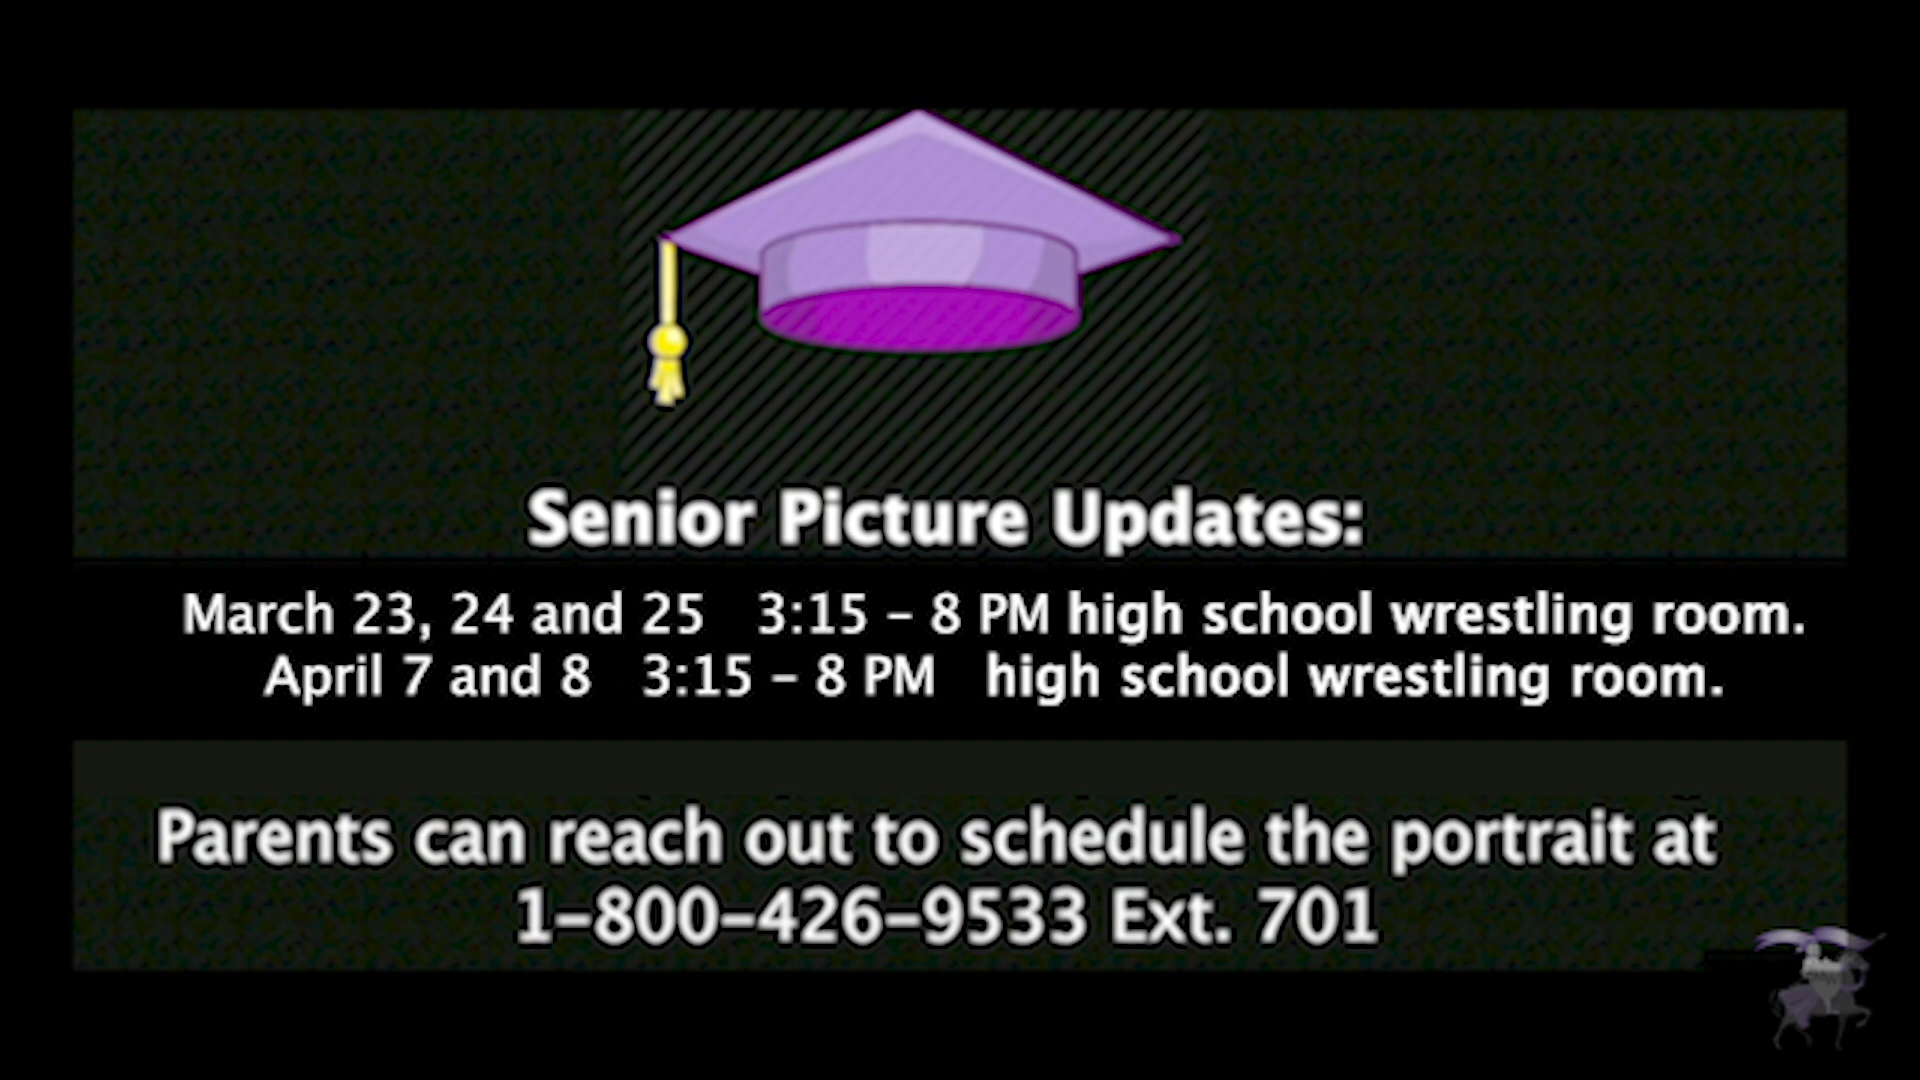 Senior Picture Updates:
March 23, 24 and 25 3:15 – 8 PM high school wrestling room.
April 7 and 8 3:15 – 8 PM high school wrestling room.
Parents can reach out to schedule the portrait at
1–800–426–9533 Ext. 701